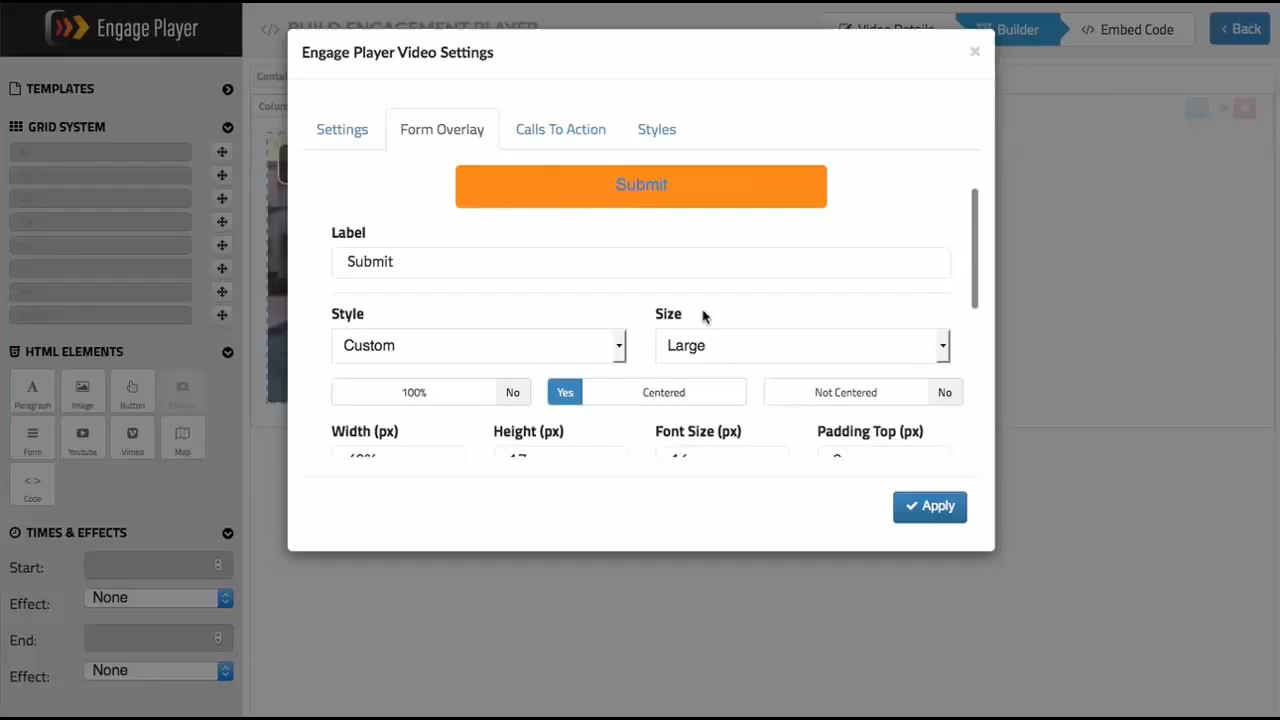 Engage Player
BUILD ENGAGEMENT PLAYER
Video Details
Builder
Embed Code
Back
Engage Player Video Settings
×
TEMPLATES
GRID SYSTEM
HTML ELEMENTS
Paragraph
Image
Button
Form
Youtube
Vimeo
Map
Code
TIMES & EFFECTS
Start:
Effect:
None
End:
Effect:
None
Settings
Form Overlay
Calls To Action
Styles
Submit
Label
Submit
Style
Size
Custom
Large
100%
No
Yes
Centered
Not Centered
No
Width (px)
Height (px)
Font Size (px)
Padding Top (px)
Apply